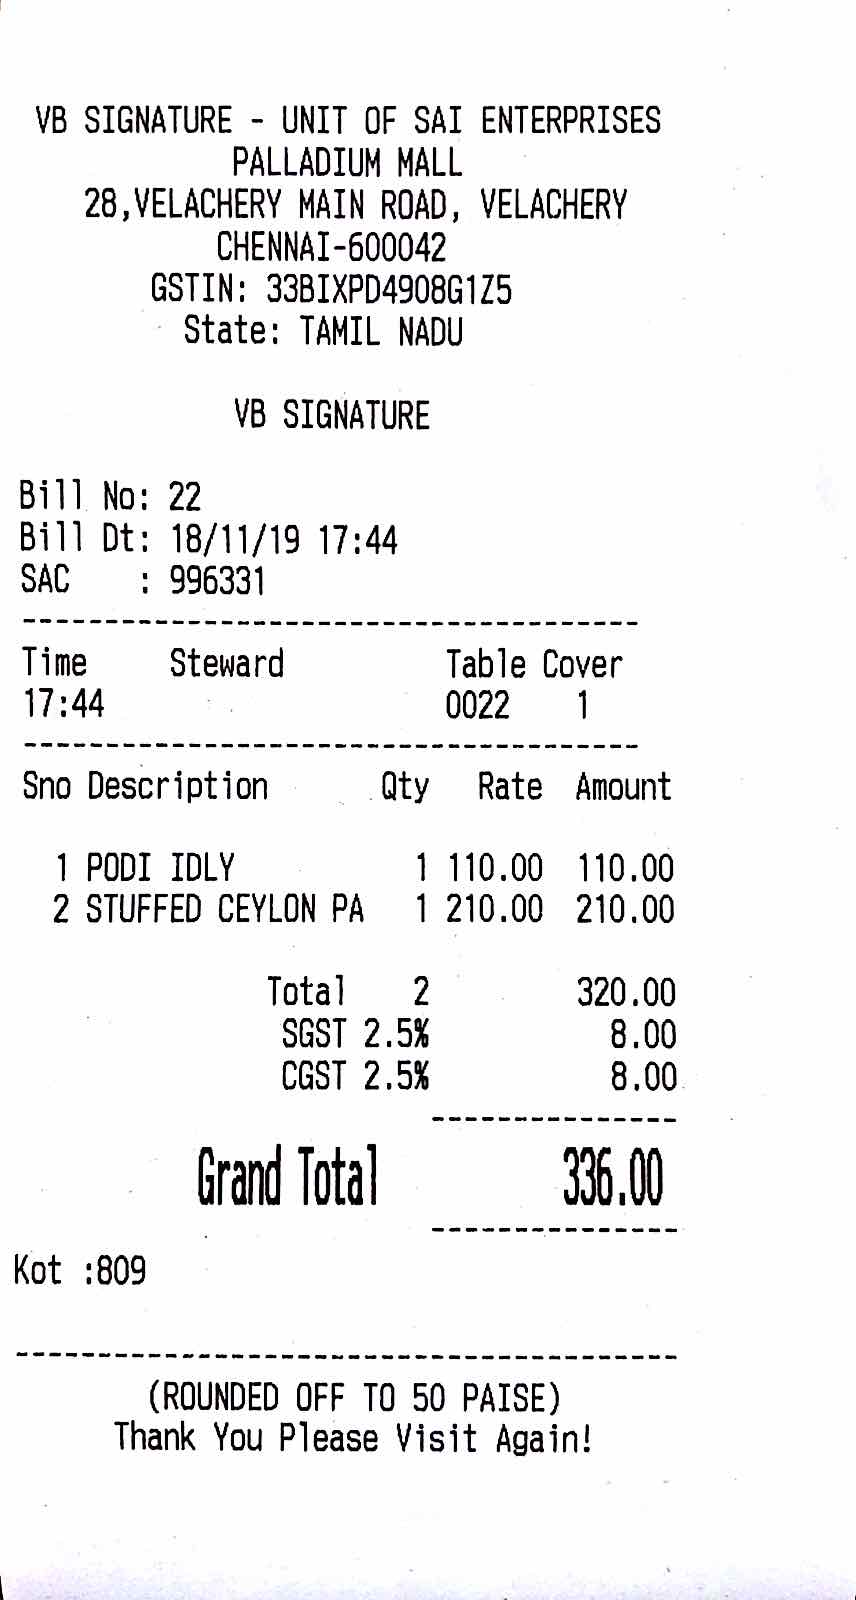 VB SIGNATURE - UNIT OF SAI ENTERPRISES
PALLADIUM MALL
28,VELACHERY MAIN ROAD, VELACHERY
CHENNAI-600042
GSTIN: 33BIXPD4908G1Z5
State: TAMIL NADU
VB SIGNATURE
Bill No: 22
Bill Dt: 18/11/19 17:44
SAC : 996331
--------------------------------------
Time Steward Table Cover
17:44 0022 1
--------------------------------------
Sno Description Qty Rate Amount
1 PODI IDLY 1 110.00 110.00
2 STUFFED CEYLON PA 1 210.00 210.00
Total 2 320.00
SGST 2.5% 8.00
CGST 2.5% 8.00
---------------
Grand Total 336.00
---------------
Kot :809
----------------------------------------
(ROUNDED OFF TO 50 PAISE)
Thank You Please Visit Again!